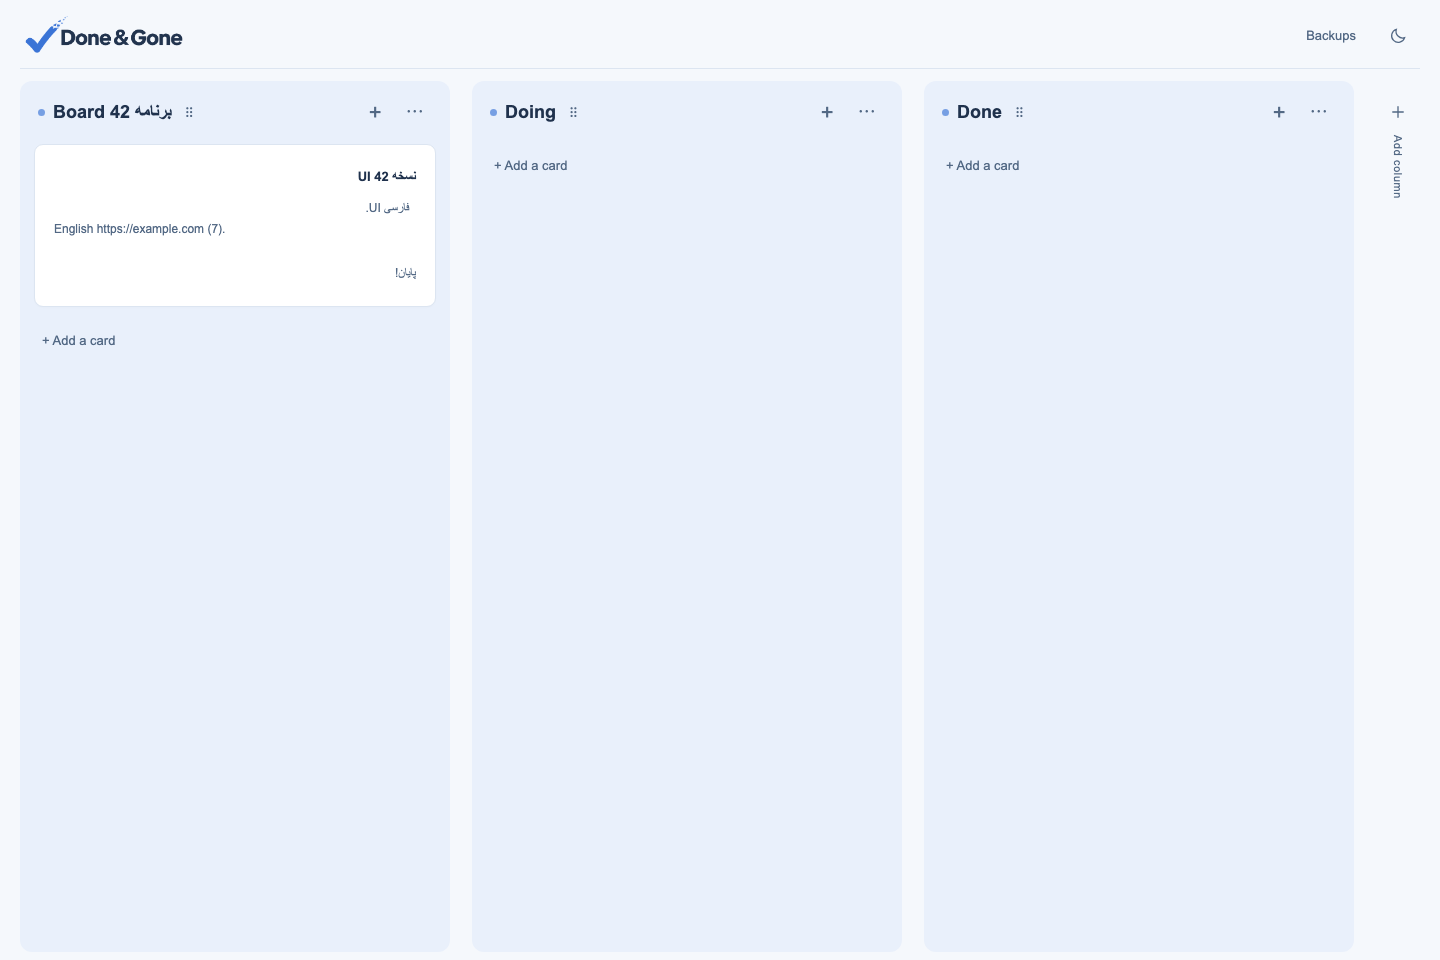 Done & Gone
Backups
Board 42 برنامه
نسخه 42 UI
فارسی UI.
English https://example.com (7).
پایان!
+ Add a card
Doing
+ Add a card
Done
+ Add a card
Add column